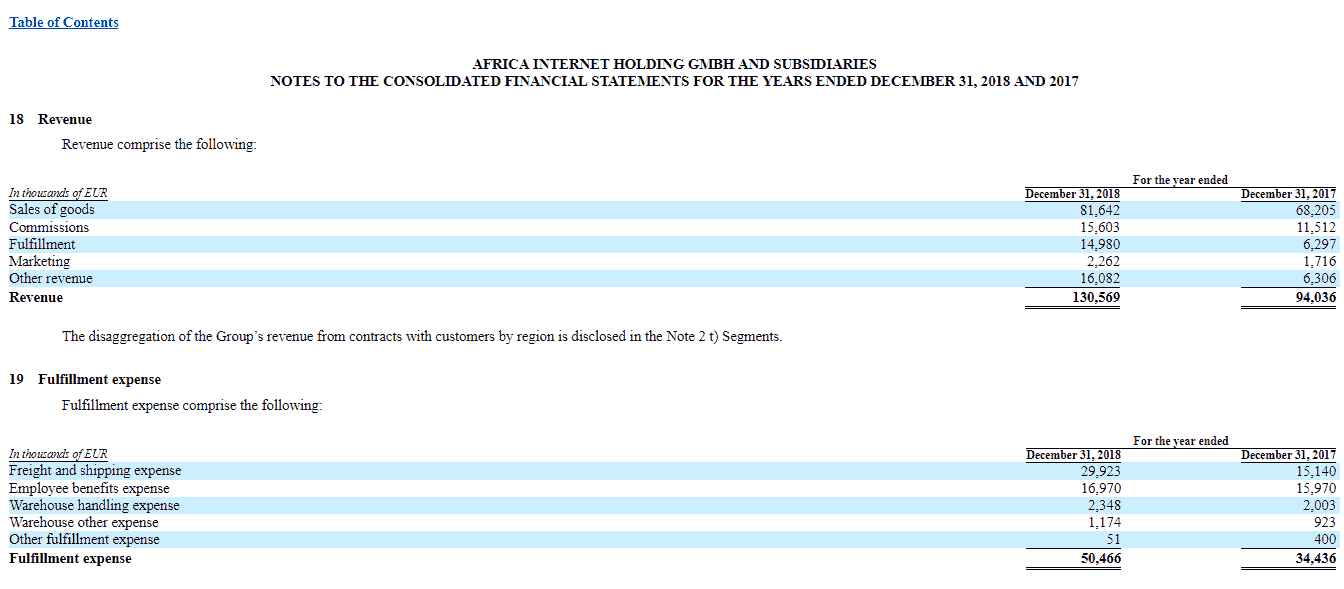 Table of Contents
AFRICA INTERNET HOLDING GMBH AND SUBSIDIARIES
NOTES TO THE CONSOLIDATED FINANCIAL STATEMENTS FOR THE YEARS ENDED DECEMBER 31, 2018 AND 2017
18 Revenue
Revenue comprise the following:
For the year ended
In thousands of EUR December 31, 2018 December 31, 2017
Sales of goods 81,642 68,205
Commissions 15,603 11,512
Fulfillment 14,980 6,297
Marketing 2,262 1,716
Other revenue 16,082 6,306
Revenue 130,569 94,036
The disaggregation of the Group’s revenue from contracts with customers by region is disclosed in the Note 2 t) Segments.
19 Fulfillment expense
Fulfillment expense comprise the following:
For the year ended
In thousands of EUR December 31, 2018 December 31, 2017
Freight and shipping expense 29,923 15,140
Employee benefits expense 16,970 15,970
Warehouse handling expense 2,348 2,003
Warehouse other expense 1,174 923
Other fulfillment expense 51 400
Fulfillment expense 50,466 34,436